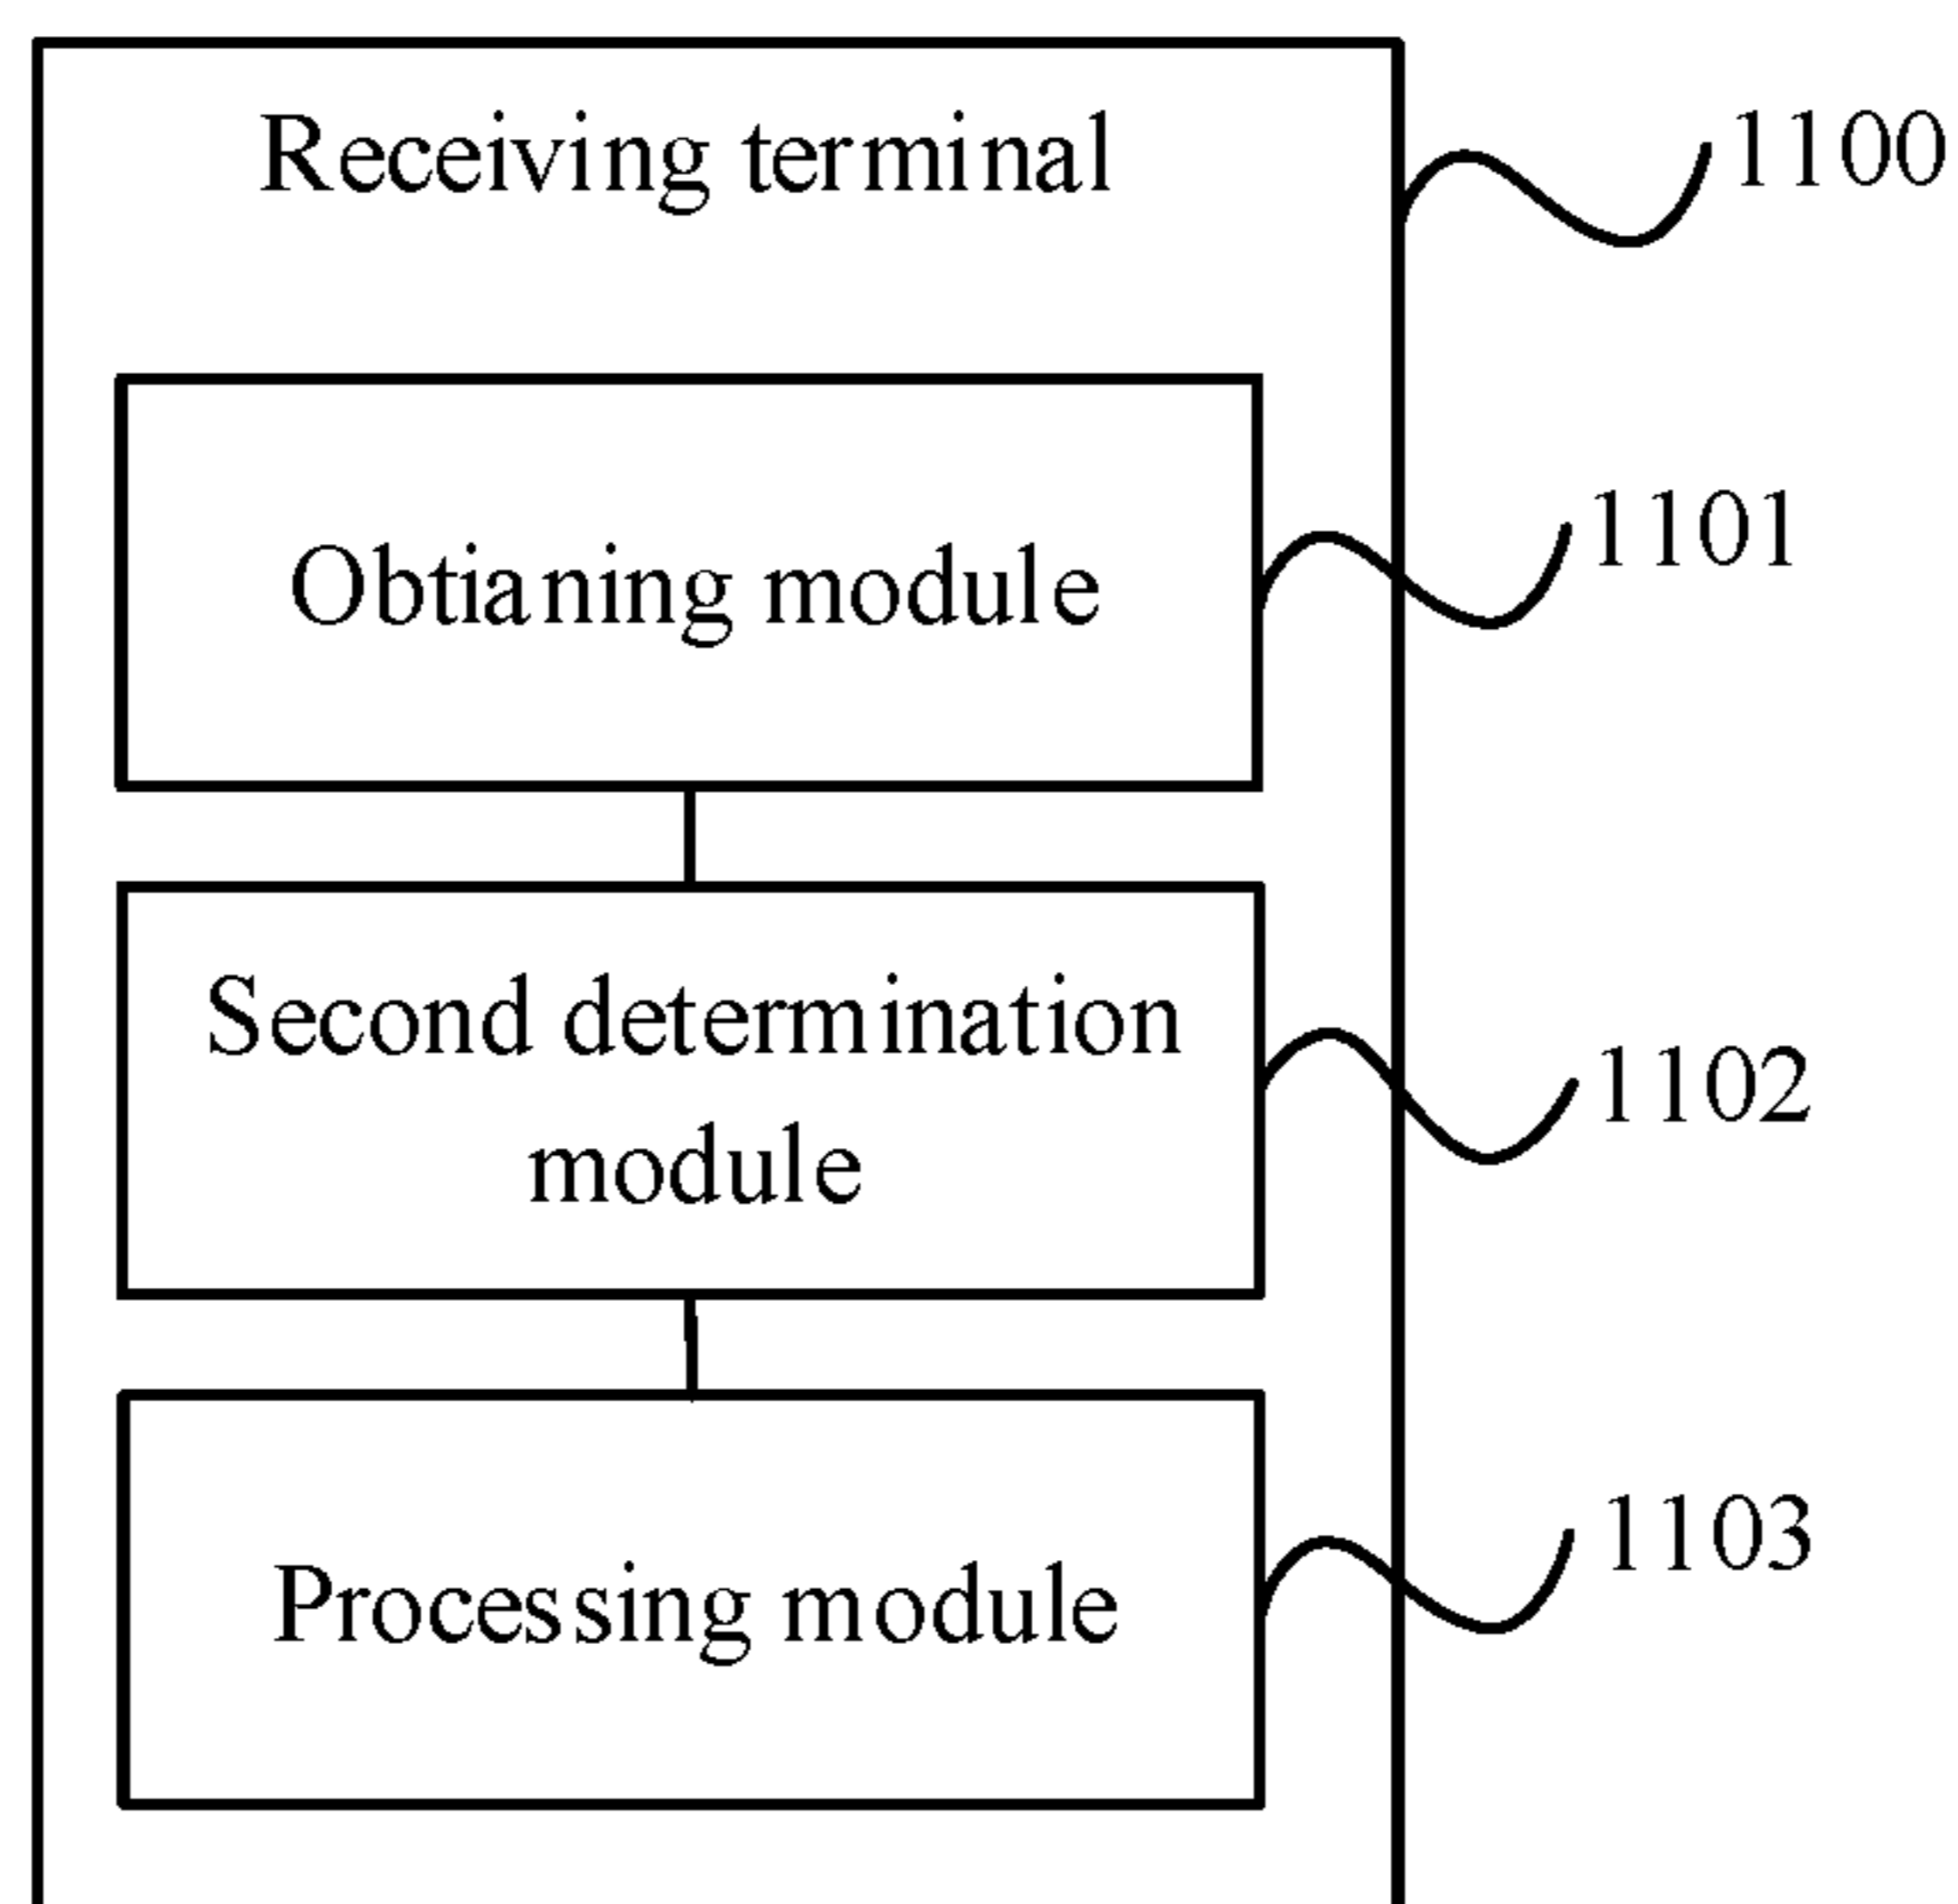 Receiving terminal
1100
Obtianing module
1101
Second determination
module
1102
Processing module
1103